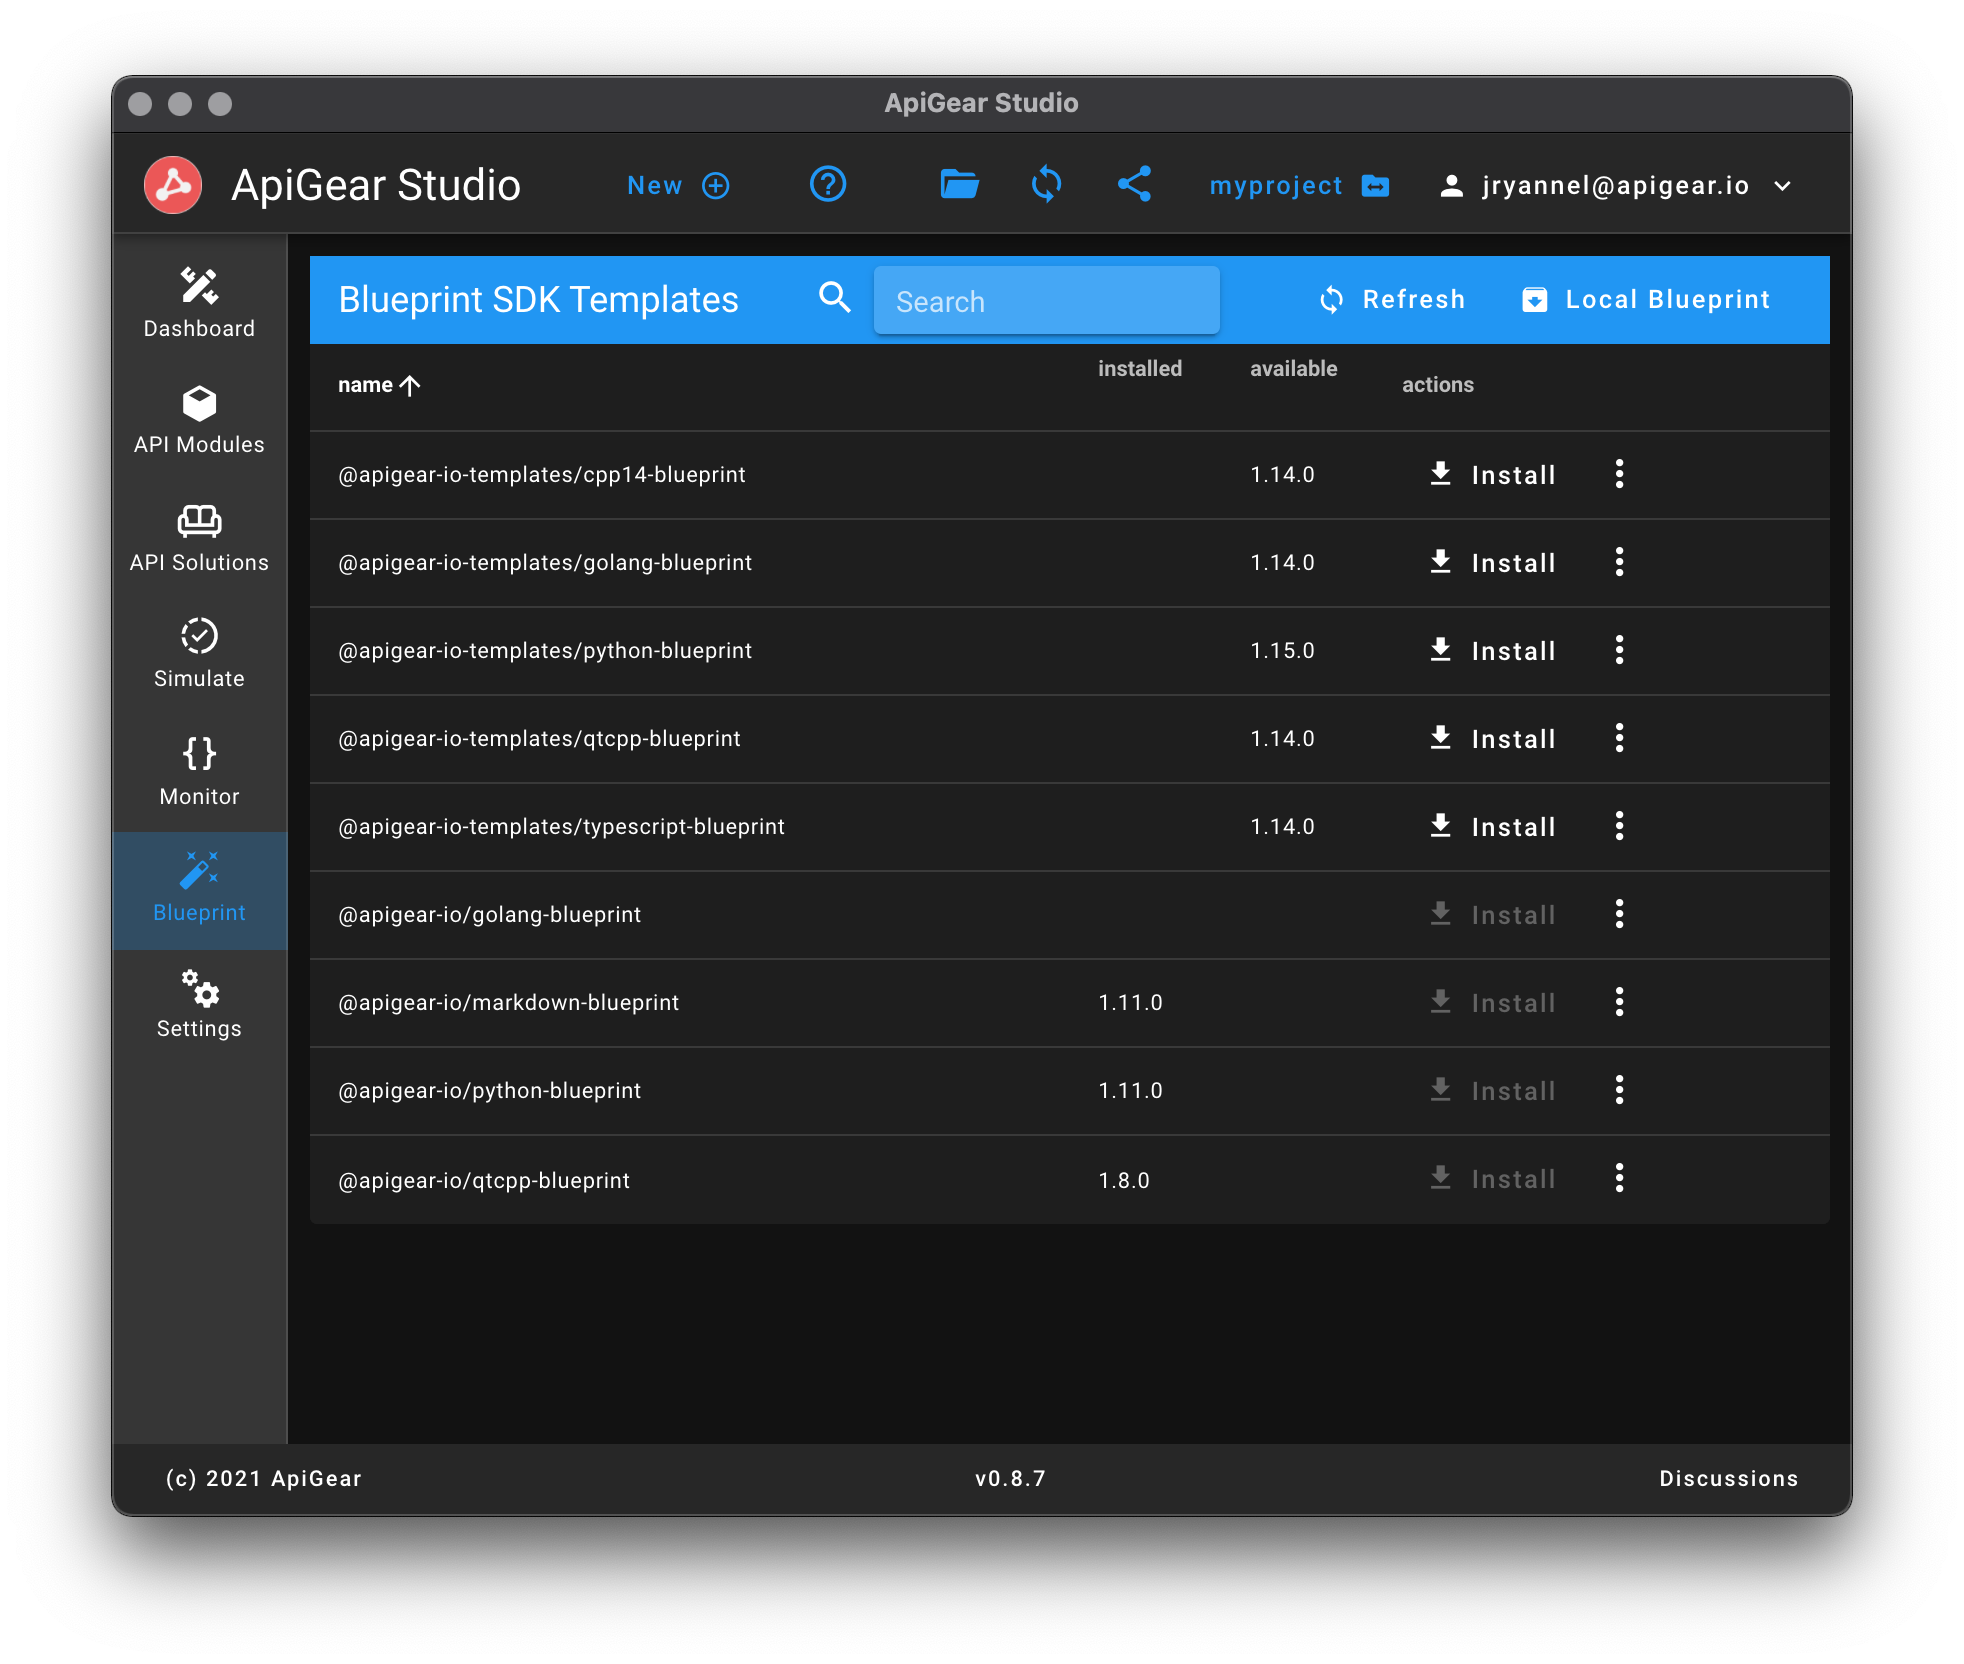 ApiGear Studio
ApiGear Studio New myproject jryannel@apigear.io
Dashboard
API Modules
API Solutions
Simulate
Monitor
Blueprint
Settings
Blueprint SDK Templates Search Refresh Local Blueprint
name installed available actions
@apigear-io-templates/cpp14-blueprint 1.14.0 Install
@apigear-io-templates/golang-blueprint 1.14.0 Install
@apigear-io-templates/python-blueprint 1.15.0 Install
@apigear-io-templates/qtcpp-blueprint 1.14.0 Install
@apigear-io-templates/typescript-blueprint 1.14.0 Install
@apigear-io/golang-blueprint Install
@apigear-io/markdown-blueprint 1.11.0 Install
@apigear-io/python-blueprint 1.11.0 Install
@apigear-io/qtcpp-blueprint 1.8.0 Install
(c) 2021 ApiGear v0.8.7 Discussions